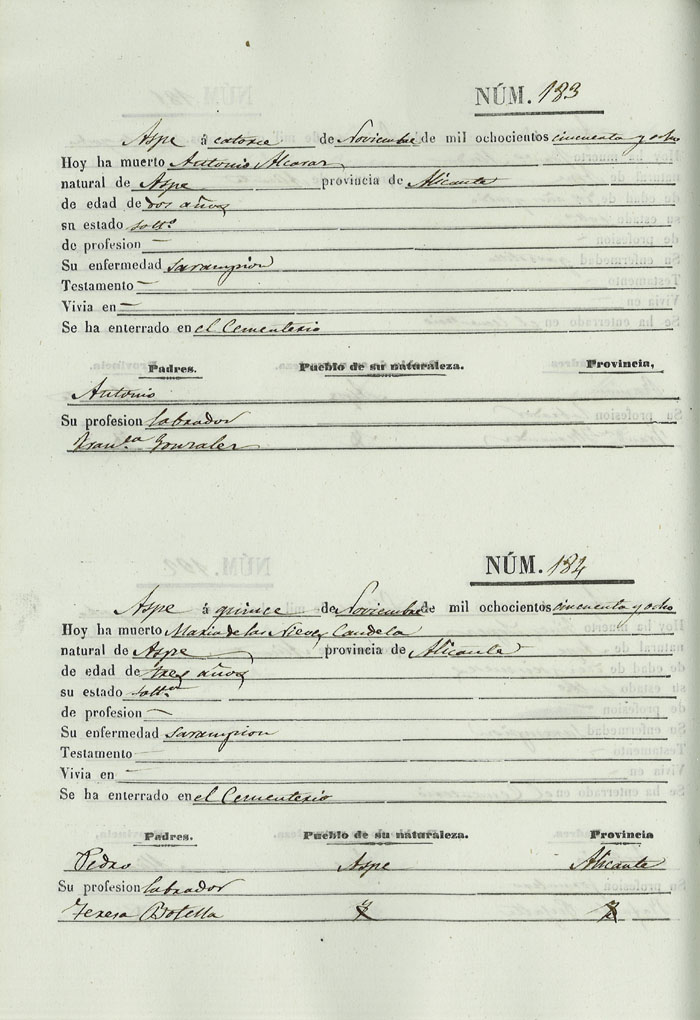 NÚM. 183
Aspe á catorce de Noviembre de mil ochocientos cincuenta y ocho
Hoy ha muerto Antonio Alcaraz
natural de Aspe provincia de Alicante
de edad de dos años
su estado soltº
de profesion —
Su enfermedad sarampion
Testamento —
Vivia en —
Se ha enterrado en el Cementerio
Padres. Pueblo de su naturaleza. Provincia,
Antonio
Su profesion labrador
Franca Gonzalez
NÚM. 184
Aspe á quince de Noviembre de mil ochocientos cincuenta y ocho
Hoy ha muerto Maria de las Nieves Candela
natural de Aspe provincia de Alicante
de edad de tres años
su estado soltª
de profesion —
Su enfermedad sarampion
Testamento —
Vivia en —
Se ha enterrado en el Cementerio
Padres. Pueblo de su naturaleza. Provincia
Pedro Aspe Alicante
Su profesion labrador
Teresa Botella